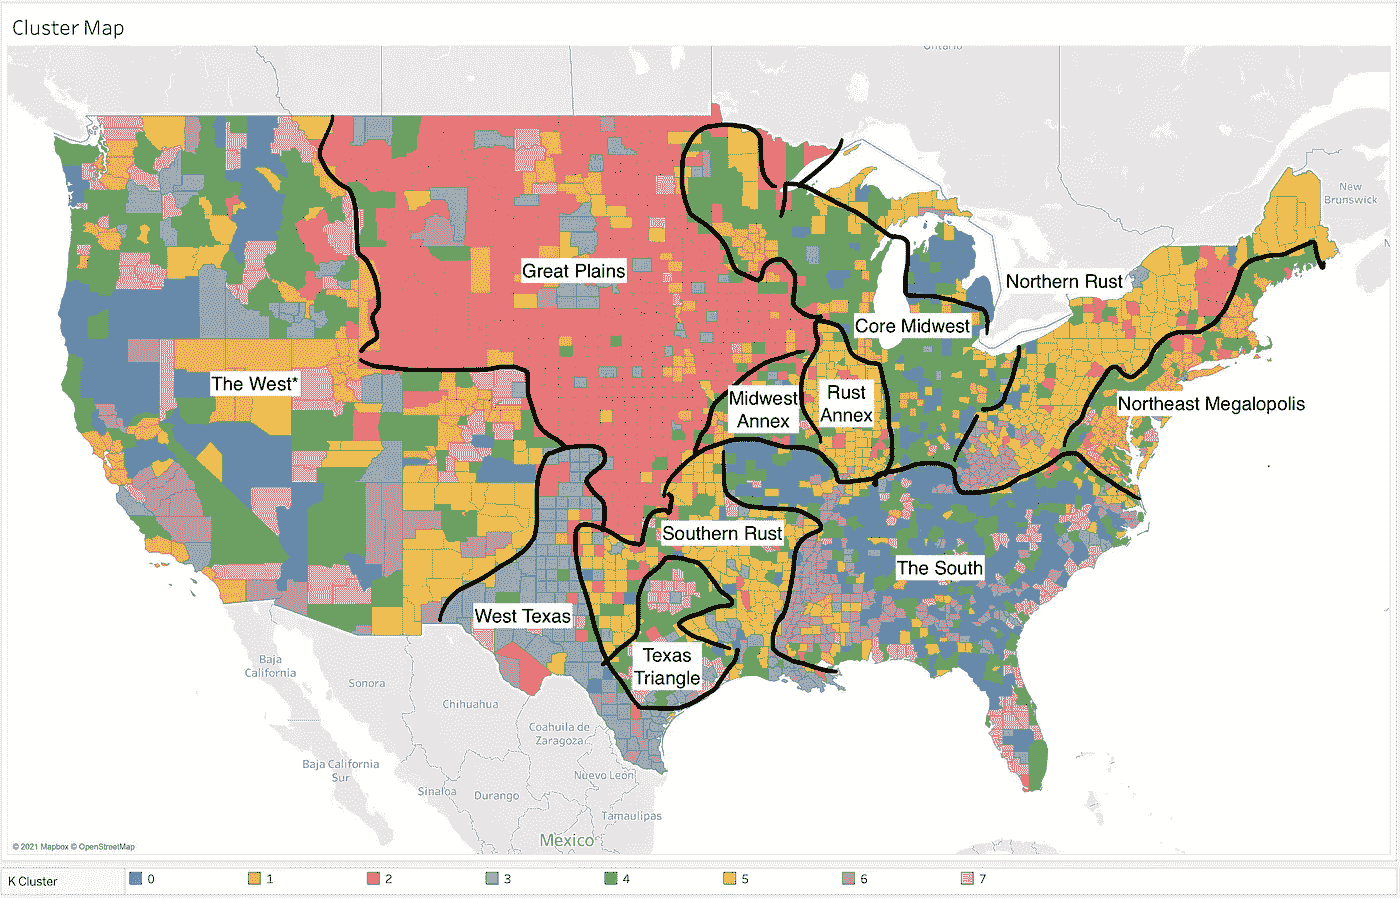 Cluster Map
Ontario
New
Brunswick
Great Plains
Northern Rust
Core Midwest
The West*
Midwest
Annex
Rust
Annex
Northeast Megalopolis
Southern Rust
The South
West Texas
Texas
Triangle
Baja
California
Sonora
Chihuahua
Coahuila de
Zaragoza
Baja California
Sur
Nuevo León
Sinaloa
Durango
Tamaulipas
Mexico
© 2021 Mapbox © OpenStreetMap
K Cluster
0
1
2
3
4
5
6
7